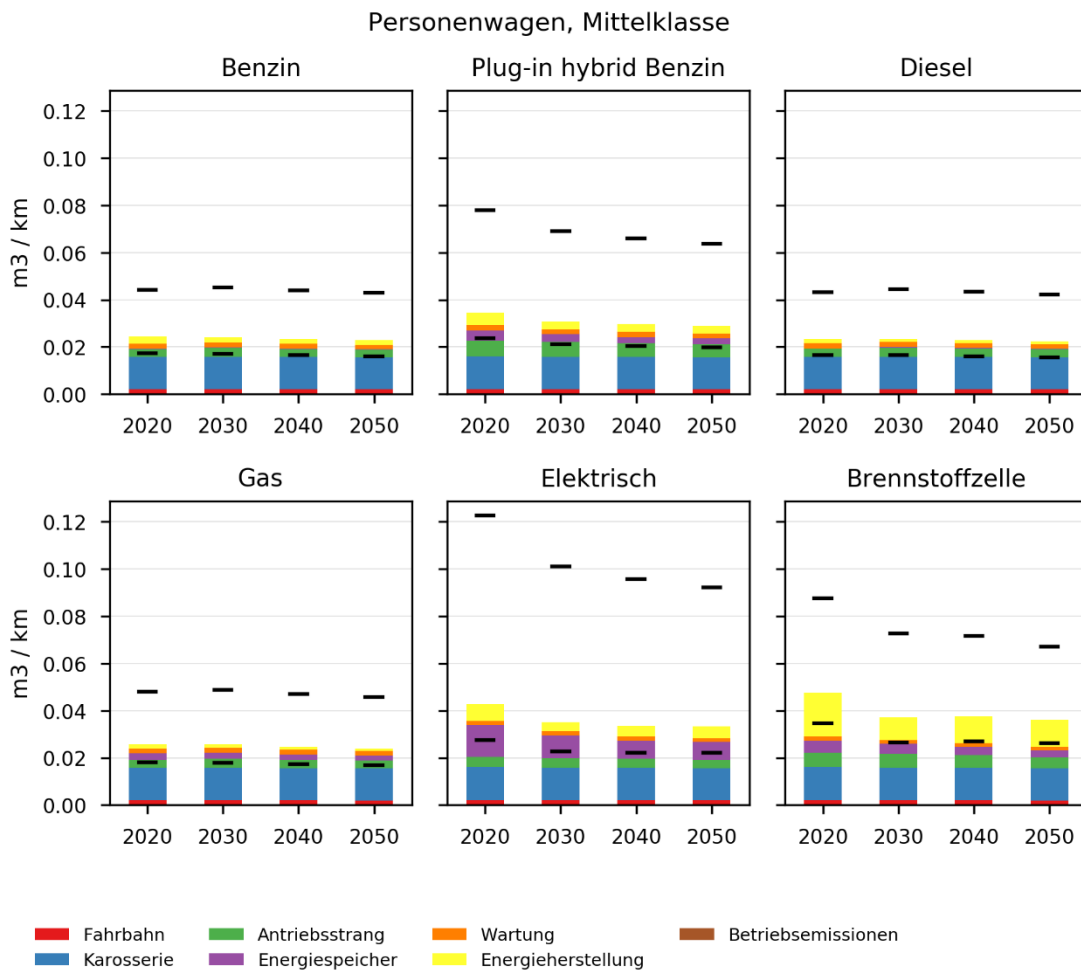 Personenwagen, Mittelklasse
Benzin Plug-in hybrid Benzin Diesel
0.12
0.10
0.08
0.06
0.04
0.02
0.00
m3 / km
2020 2030 2040 2050 2020 2030 2040 2050 2020 2030 2040 2050
Gas Elektrisch Brennstoffzelle
0.12
0.10
0.08
0.06
0.04
0.02
0.00
m3 / km
2020 2030 2040 2050 2020 2030 2040 2050 2020 2030 2040 2050
Fahrbahn Antriebsstrang Wartung Betriebsemissionen
Karosserie Energiespeicher Energieherstellung